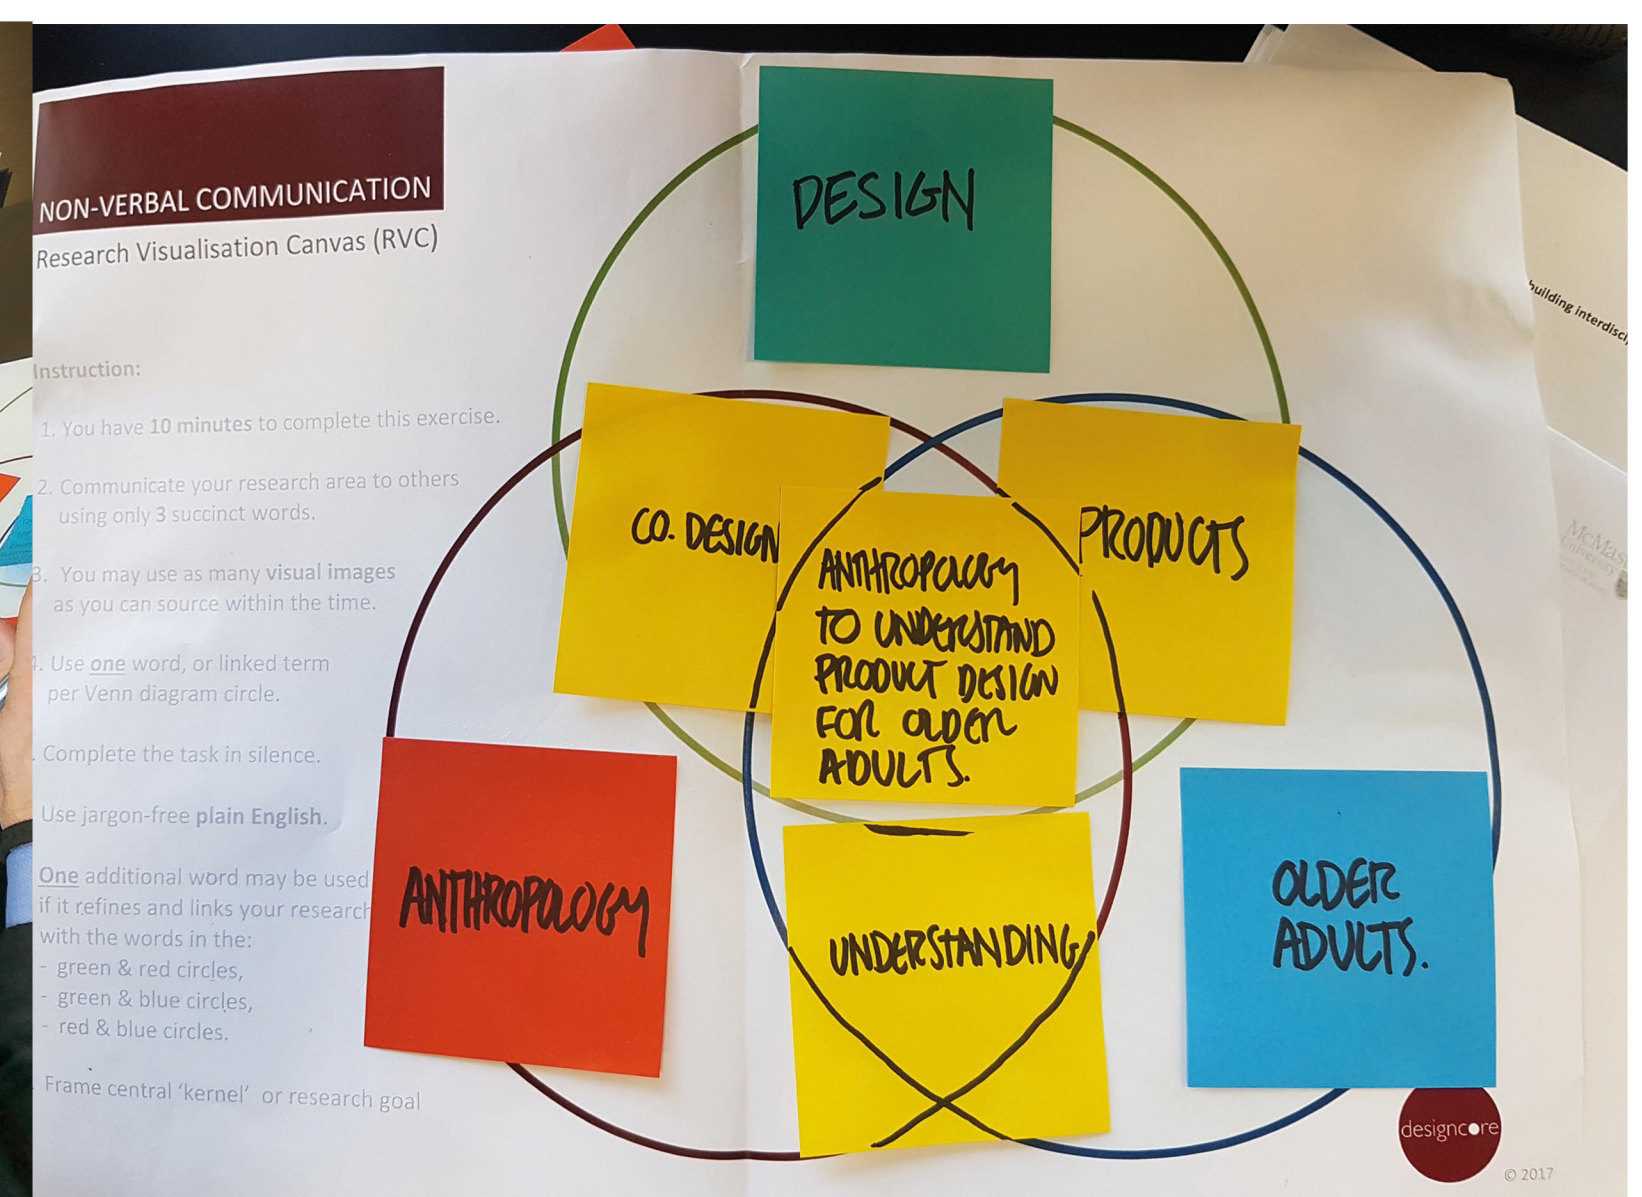 NON-VERBAL COMMUNICATION
Research Visualisation Canvas (RVC)
Instruction:
1. You have 10 minutes to complete this exercise.
2. Communicate your research area to others
using only 3 succinct words.
3. You may use as many visual images
as you can source within the time.
4. Use one word, or linked term
per Venn diagram circle.
Complete the task in silence.
Use jargon-free plain English.
One additional word may be used
if it refines and links your research
with the words in the:
- green & red circles,
- green & blue circles,
- red & blue circles.
Frame central 'kernel' or research goal
DESIGN
CO. DESIGN
PRODUCTS
ANTHROPOLOGY
TO UNDERSTAND
PRODUCT DESIGN
FOR OLDER
ADULTS.
ANTHROPOLOGY
UNDERSTANDING
OLDER
ADULTS.
designcore
© 2017
building
University